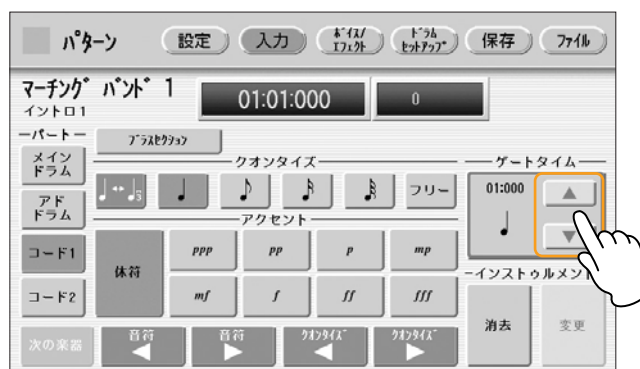 パターン
設定
入力
ボイス/エフェクト
ドラムセットアップ
保存
ファイル
マーチング バンド 1
イントロ1
01:01:000
0
パート
ブラスセクション
メインドラム
アドドラム
コード1
コード2
次の楽器
クオンタイズ
3
フリー
アクセント
休符
ppp
pp
p
mp
mf
f
ff
fff
音符
音符
クオンタイズ
クオンタイズ
ゲートタイム
01:000
インストゥルメント
消去
変更